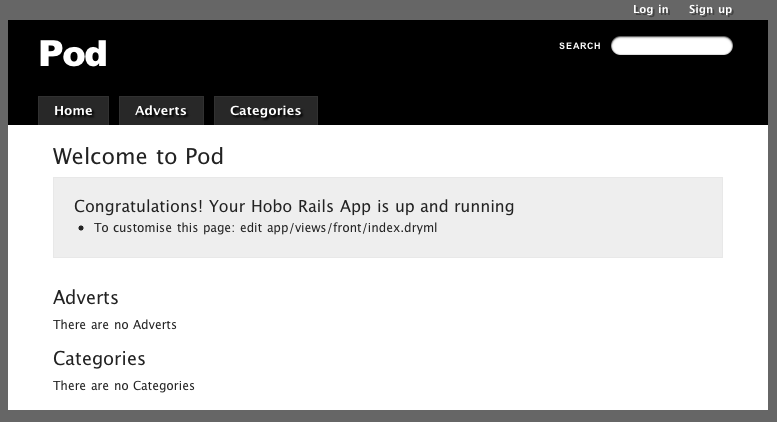 Log in Sign up
Pod
SEARCH
Home Adverts Categories
Welcome to Pod
Congratulations! Your Hobo Rails App is up and running
• To customise this page: edit app/views/front/index.dryml
Adverts
There are no Adverts
Categories
There are no Categories